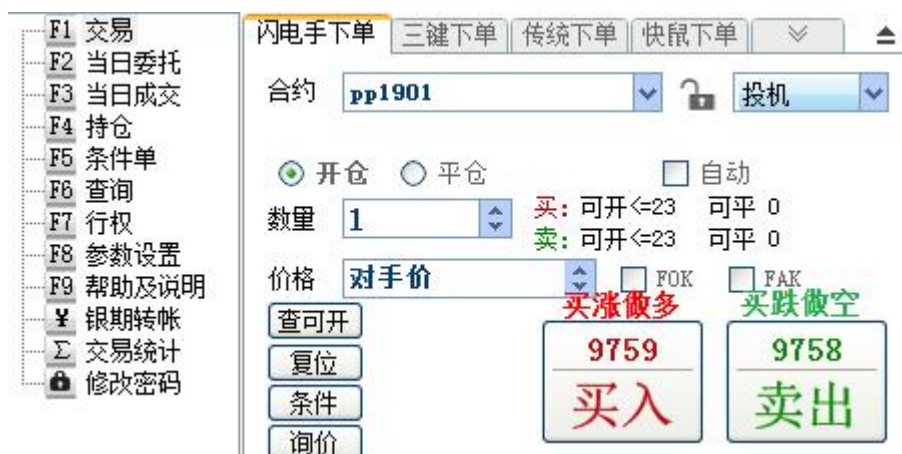 F1 交易
F2 当日委托
F3 当日成交
F4 持仓
F5 条件单
F6 查询
F7 行权
F8 参数设置
F9 帮助及说明
¥ 银期转帐
Σ 交易统计
修改密码
闪电手下单 三键下单 传统下单 快鼠下单
合约 pp1901 投机
开仓 平仓 自动
数量 1 买: 可开<=23 可平 0
卖: 可开<=23 可平 0
价格 对手价 FOK FAK
买涨做多 买跌做空
查可开 9759 9758
复位 买入 卖出
条件
询价